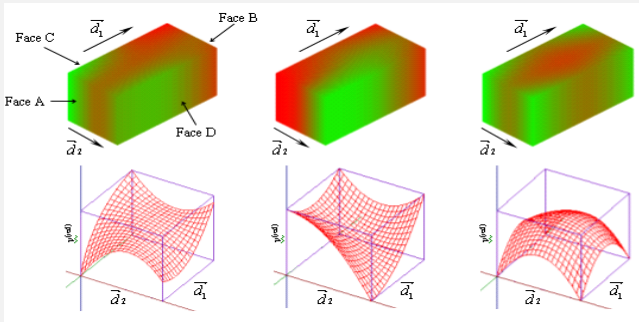 Face C
d₁
Face B
d₁
d₁
Face A
Face D
d₂
d₂
d₂
d₂
d₁
d₂
d₁
d₂
d₁